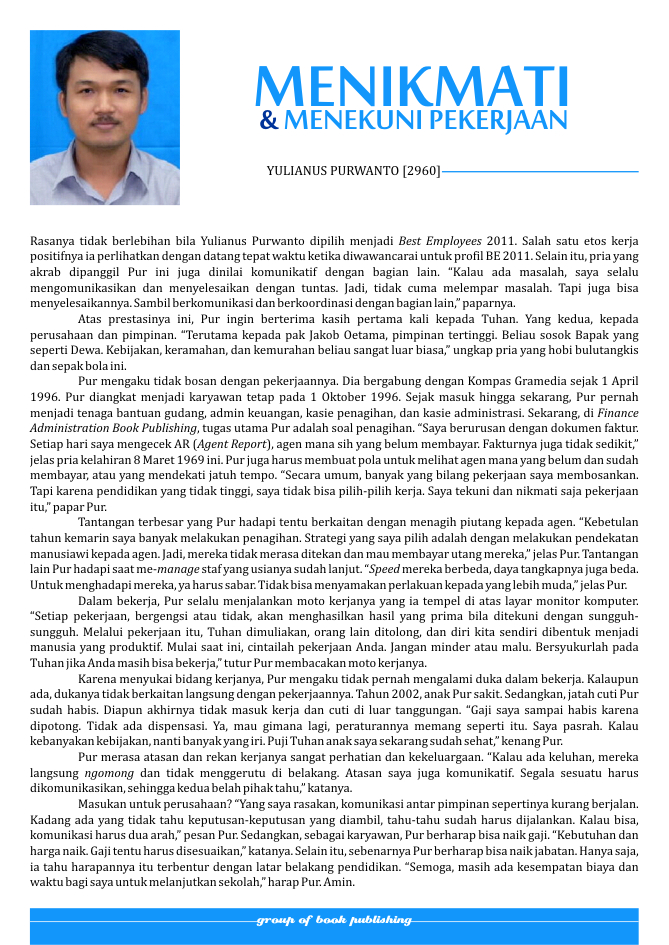 MENIKMATI
& MENEKUNI PEKERJAAN
YULIANUS PURWANTO [2960]
Rasanya tidak berlebihan bila Yulianus Purwanto dipilih menjadi Best Employees 2011. Salah satu etos kerja
positifnya ia perlihatkan dengan datang tepat waktu ketika diwawancarai untuk profil BE 2011. Selain itu, pria yang
akrab dipanggil Pur ini juga dinilai komunikatif dengan bagian lain. “Kalau ada masalah, saya selalu
mengomunikasikan dan menyelesaikan dengan tuntas. Jadi, tidak cuma melempar masalah. Tapi juga bisa
menyelesaikannya. Sambil berkomunikasi dan berkoordinasi dengan bagian lain,” paparnya.
Atas prestasinya ini, Pur ingin berterima kasih pertama kali kepada Tuhan. Yang kedua, kepada
perusahaan dan pimpinan. “Terutama kepada pak Jakob Oetama, pimpinan tertinggi. Beliau sosok Bapak yang
seperti Dewa. Kebijakan, keramahan, dan kemurahan beliau sangat luar biasa,” ungkap pria yang hobi bulutangkis
dan sepak bola ini.
Pur mengaku tidak bosan dengan pekerjaannya. Dia bergabung dengan Kompas Gramedia sejak 1 April
1996. Pur diangkat menjadi karyawan tetap pada 1 Oktober 1996. Sejak masuk hingga sekarang, Pur pernah
menjadi tenaga bantuan gudang, admin keuangan, kasie penagihan, dan kasie administrasi. Sekarang, di Finance
Administration Book Publishing, tugas utama Pur adalah soal penagihan. “Saya berurusan dengan dokumen faktur.
Setiap hari saya mengecek AR (Agent Report), agen mana sih yang belum membayar. Fakturnya juga tidak sedikit,”
jelas pria kelahiran 8 Maret 1969 ini. Pur juga harus membuat pola untuk melihat agen mana yang belum dan sudah
membayar, atau yang mendekati jatuh tempo. “Secara umum, banyak yang bilang pekerjaan saya membosankan.
Tapi karena pendidikan yang tidak tinggi, saya tidak bisa pilih-pilih kerja. Saya tekuni dan nikmati saja pekerjaan
itu,” papar Pur.
Tantangan terbesar yang Pur hadapi tentu berkaitan dengan menagih piutang kepada agen. “Kebetulan
tahun kemarin saya banyak melakukan penagihan. Strategi yang saya pilih adalah dengan melakukan pendekatan
manusiawi kepada agen. Jadi, mereka tidak merasa ditekan dan mau membayar utang mereka,” jelas Pur. Tantangan
lain Pur hadapi saat me-manage staf yang usianya sudah lanjut. “Speed mereka berbeda, daya tangkapnya juga beda.
Untuk menghadapi mereka, ya harus sabar. Tidak bisa menyamakan perlakuan kepada yang lebih muda,” jelas Pur.
Dalam bekerja, Pur selalu menjalankan moto kerjanya yang ia tempel di atas layar monitor komputer.
“Setiap pekerjaan, bergengsi atau tidak, akan menghasilkan hasil yang prima bila ditekuni dengan sungguh-
sungguh. Melalui pekerjaan itu, Tuhan dimuliakan, orang lain ditolong, dan diri kita sendiri dibentuk menjadi
manusia yang produktif. Mulai saat ini, cintailah pekerjaan Anda. Jangan minder atau malu. Bersyukurlah pada
Tuhan jika Anda masih bisa bekerja,” tutur Pur membacakan moto kerjanya.
Karena menyukai bidang kerjanya, Pur mengaku tidak pernah mengalami duka dalam bekerja. Kalaupun
ada, dukanya tidak berkaitan langsung dengan pekerjaannya. Tahun 2002, anak Pur sakit. Sedangkan, jatah cuti Pur
sudah habis. Diapun akhirnya tidak masuk kerja dan cuti di luar tanggungan. “Gaji saya sampai habis karena
dipotong. Tidak ada dispensasi. Ya, mau gimana lagi, peraturannya memang seperti itu. Saya pasrah. Kalau
kebanyakan kebijakan, nanti banyak yang iri. Puji Tuhan anak saya sekarang sudah sehat,” kenang Pur.
Pur merasa atasan dan rekan kerjanya sangat perhatian dan kekeluargaan. “Kalau ada keluhan, mereka
langsung ngomong dan tidak menggerutu di belakang. Atasan saya juga komunikatif. Segala sesuatu harus
dikomunikasikan, sehingga kedua belah pihak tahu,” katanya.
Masukan untuk perusahaan? “Yang saya rasakan, komunikasi antar pimpinan sepertinya kurang berjalan.
Kadang ada yang tidak tahu keputusan-keputusan yang diambil, tahu-tahu sudah harus dijalankan. Kalau bisa,
komunikasi harus dua arah,” pesan Pur. Sedangkan, sebagai karyawan, Pur berharap bisa naik gaji. “Kebutuhan dan
harga naik. Gaji tentu harus disesuaikan,” katanya. Selain itu, sebenarnya Pur berharap bisa naik jabatan. Hanya saja,
ia tahu harapannya itu terbentur dengan latar belakang pendidikan. “Semoga, masih ada kesempatan biaya dan
waktu bagi saya untuk melanjutkan sekolah,” harap Pur. Amin.
group of book publishing